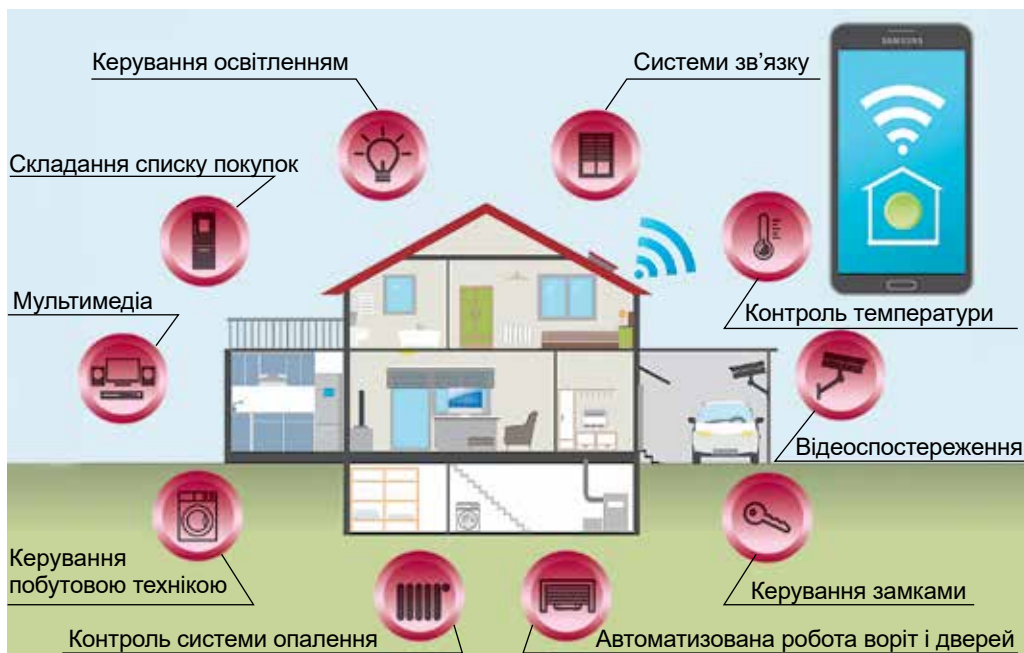 Керування освітленням
Системи зв’язку
SAMSUNG
Складання списку покупок
Мультимедіа
Контроль температури
Відеоспостереження
Керування
побутовою технікою
Керування замками
Контроль системи опалення
Автоматизована робота воріт і дверей